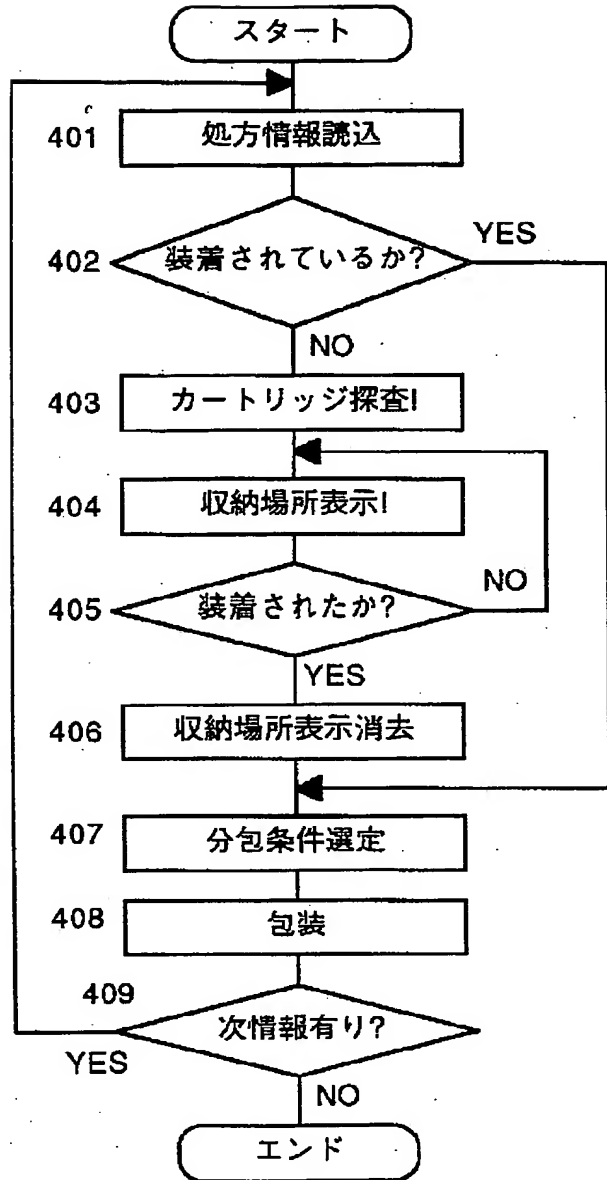 スタート
401 処方情報読込
402 装着されているか? YES
NO
403 カートリッジ探査!
404 収納場所表示!
405 装着されたか? NO
YES
406 収納場所表示消去
407 分包条件選定
408 包装
409
次情報有り?
YES
NO
エンド